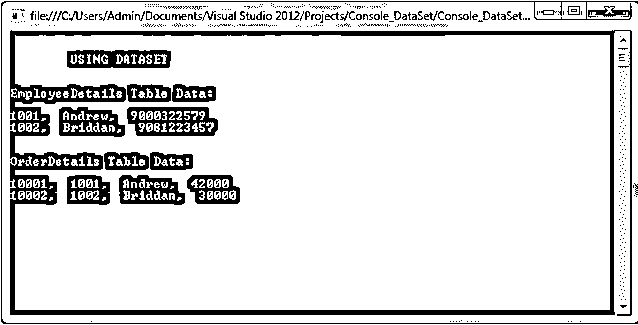 file:///C:/Users/Admin/Documents/Visual Studio 2012/Projects/Console_DataSet/Console_DataSet...
USING DATASET
EmployeeDetails Table Data:
1001, Andrew, 9000322579
1002, Briddan, 9081223457
OrderDetails Table Data:
10001, 1001, Andrew, 42000
10002, 1002, Briddan, 30000